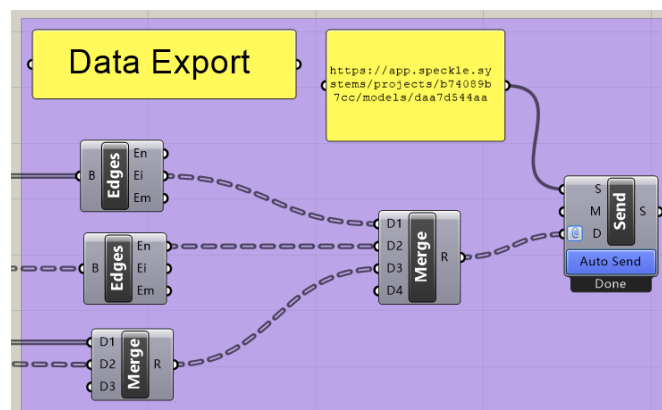 Data Export
https://app.speckle.sy
stems/projects/b74089b
7cc/models/daa7d544aa
B
Edges
En
Ei
Em
B
Edges
En
Ei
Em
D1
D2
D3
D4
Merge
R
D1
D2
D3
Merge
R
S
M
D
Send
S
@
Auto Send
Done